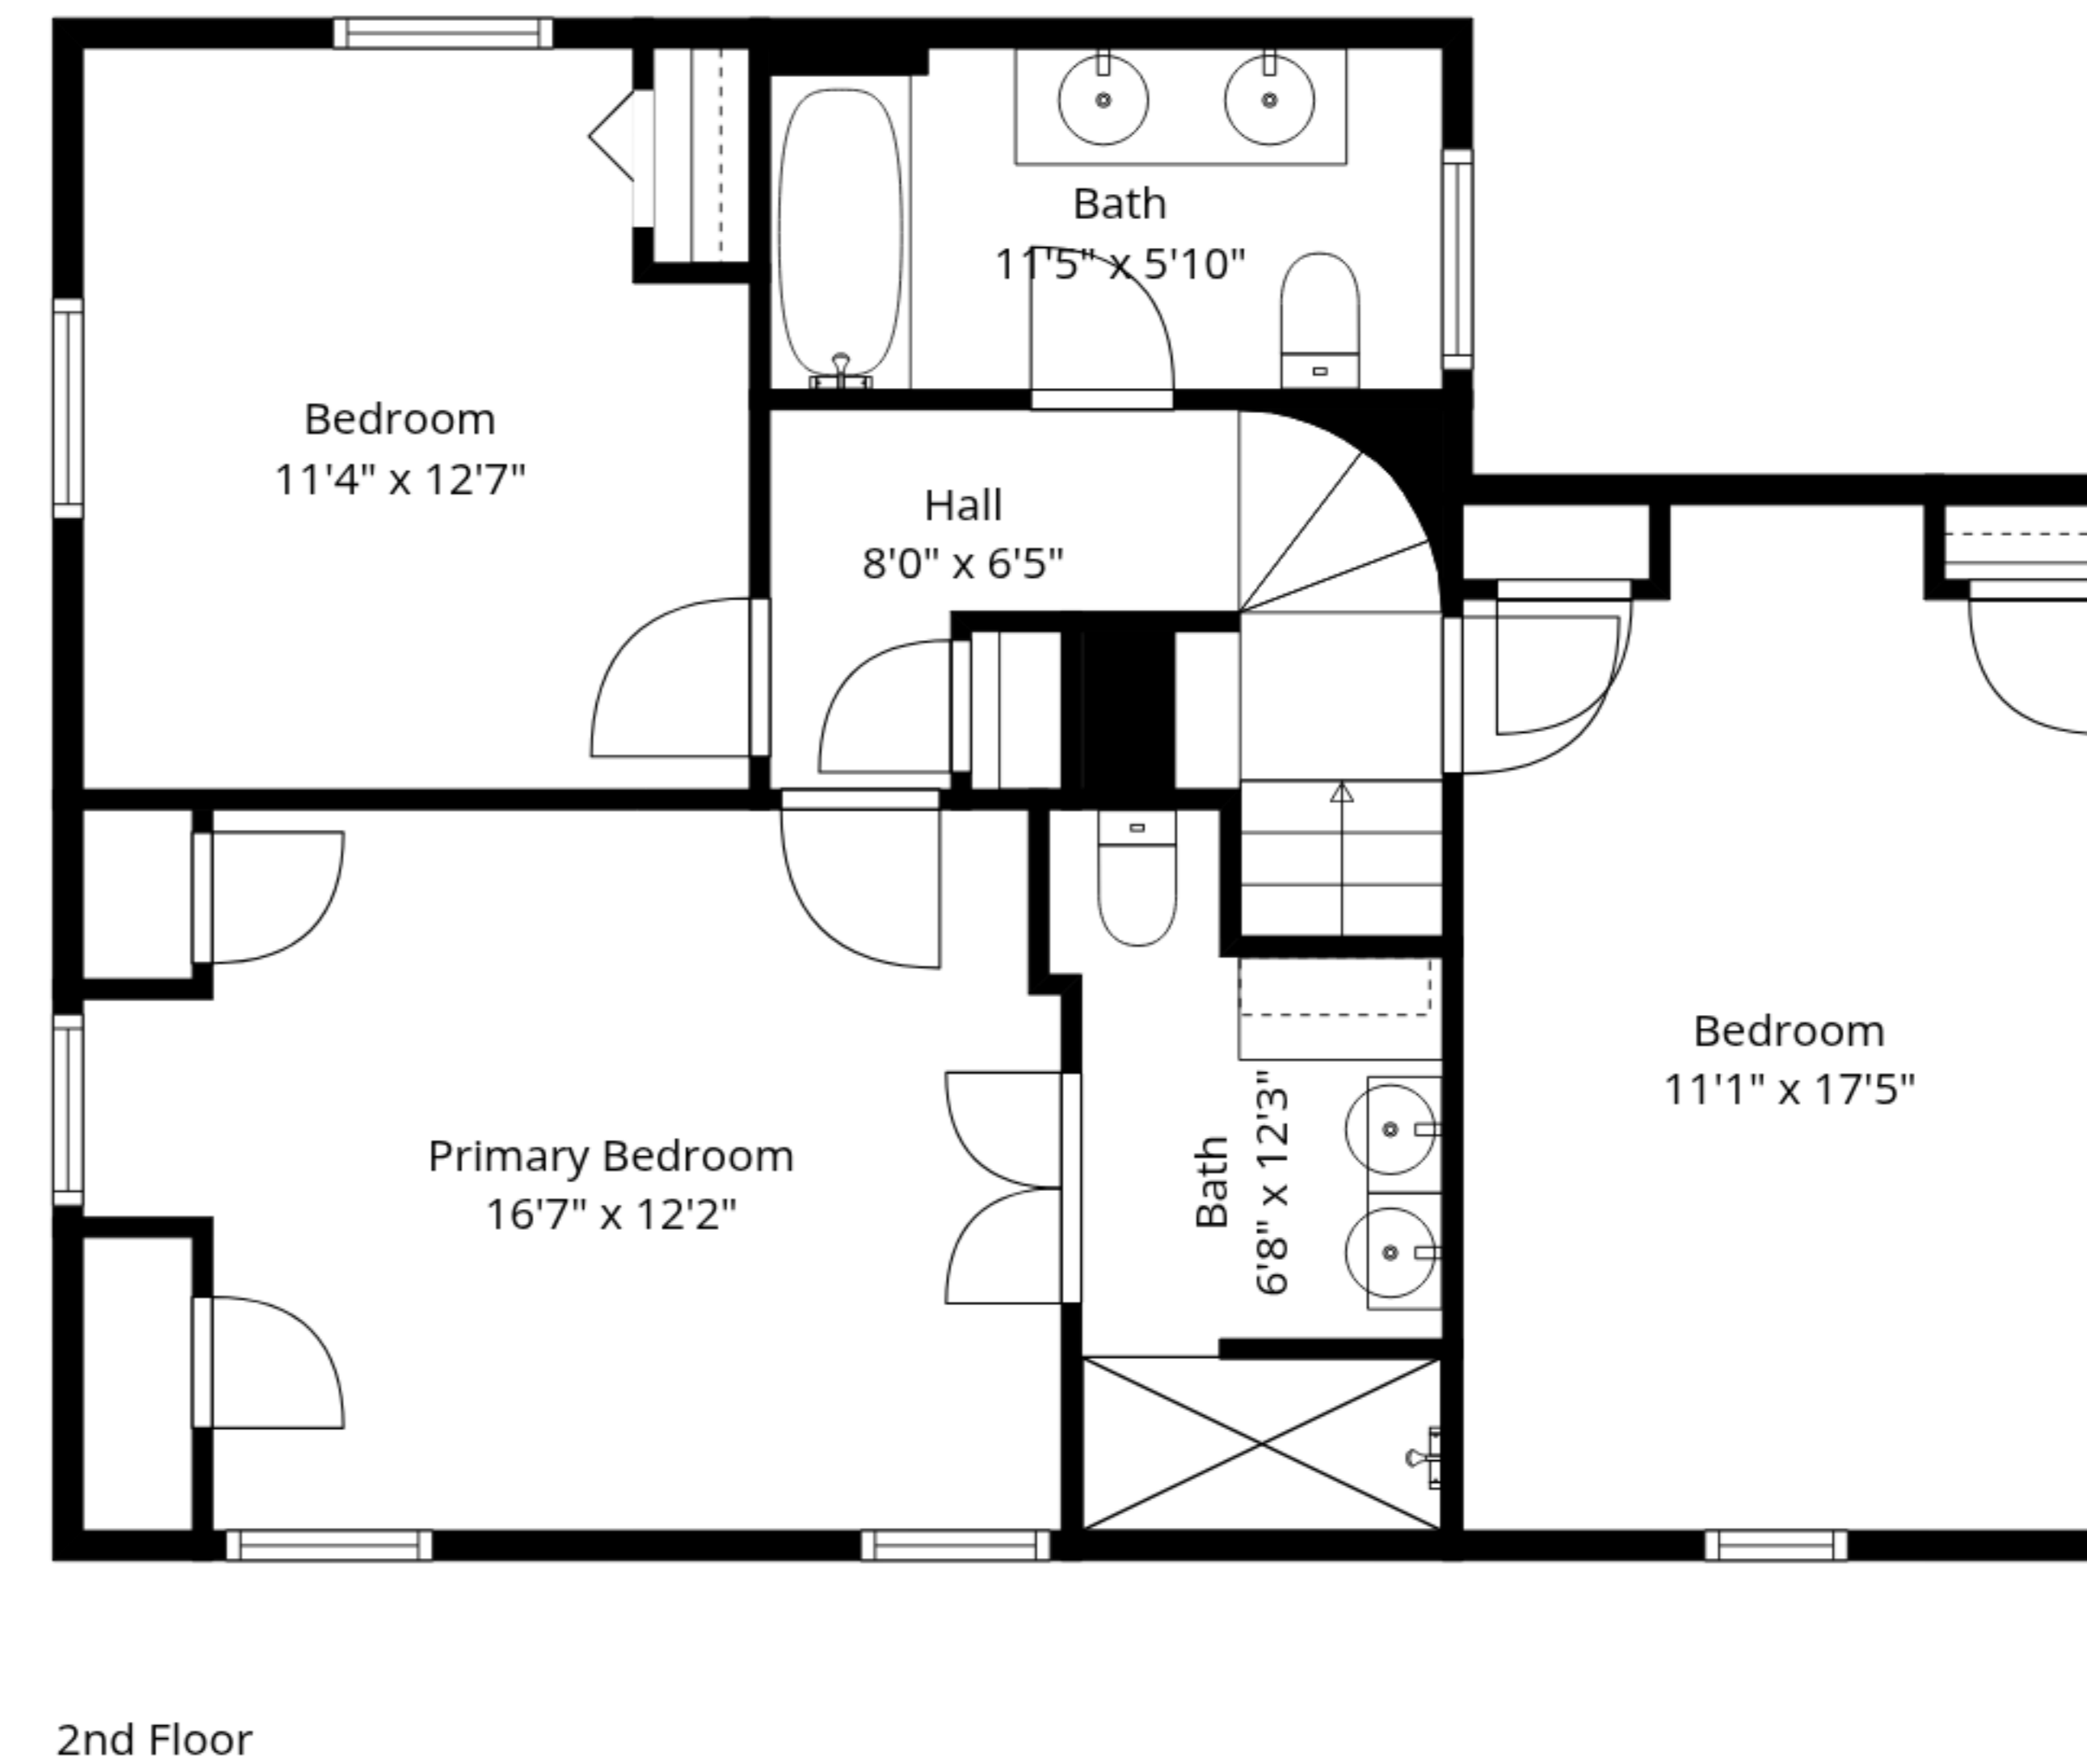 Bath
11'5" x 5'10"
Bedroom
11'4" x 12'7"
Hall
8'0" x 6'5"
Bedroom
11'1" x 17'5"
Primary Bedroom
16'7" x 12'2"
Bath
6'8" x 12'3"
2nd Floor